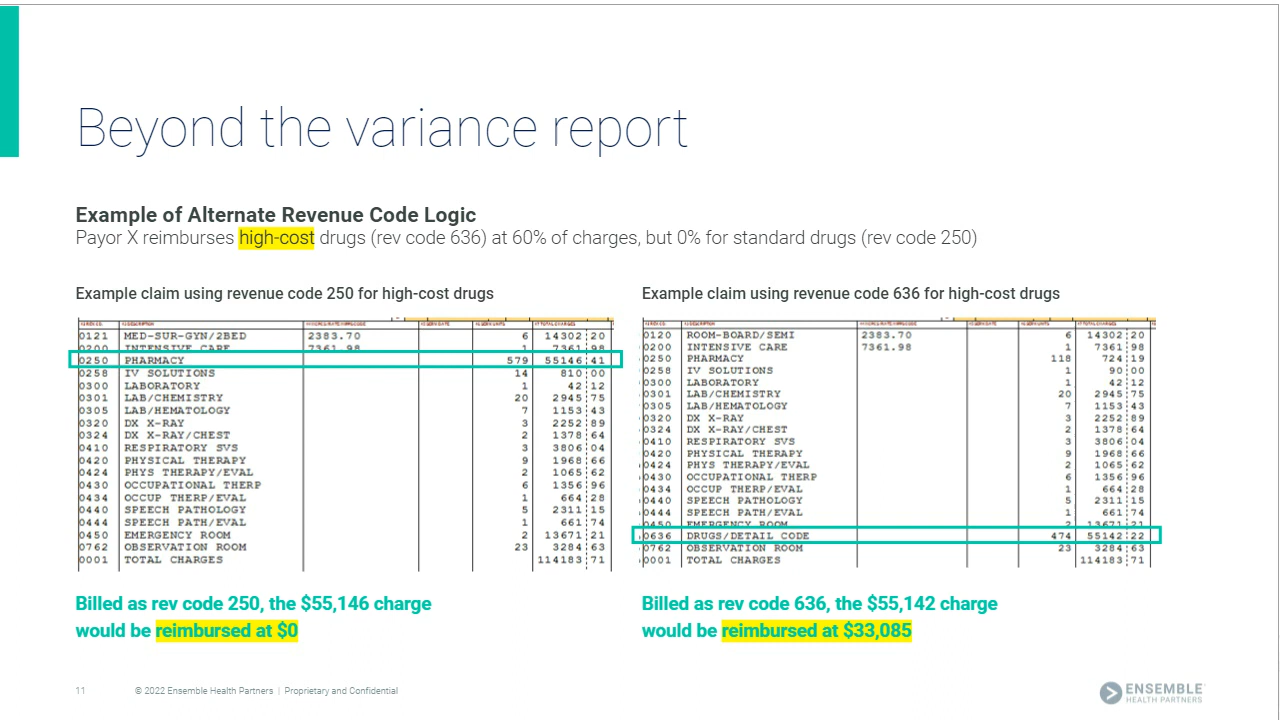 Beyond the variance report
Example of Alternate Revenue Code Logic
Payor X reimburses high-cost drugs (rev code 636) at 60% of charges, but 0% for standard drugs (rev code 250)
Example claim using revenue code 250 for high-cost drugs
0121 MED-SUR-GYN/2BED 2383.70 6 14302 20
0200 INTENSIVE CARE 7361.98 1 7361 98
0250 PHARMACY 579 55146 41
0258 IV SOLUTIONS 14 810 00
0300 LABORATORY 1 42 12
0301 LAB/CHEMISTRY 20 2945 75
0305 LAB/HEMATOLOGY 7 1153 43
0320 DX X-RAY 3 2252 89
0324 DX X-RAY/CHEST 2 1378 64
0410 RESPIRATORY SVS 3 3806 04
0420 PHYSICAL THERAPY 9 1968 66
0424 PHYS THERAPY/EVAL 2 1065 62
0430 OCCUPATIONAL THERP 6 1356 96
0434 OCCUP THERP/EVAL 1 664 28
0440 SPEECH PATHOLOGY 5 2311 15
0444 SPEECH PATH/EVAL 1 661 74
0450 EMERGENCY ROOM 2 13671 21
0762 OBSERVATION ROOM 23 3284 63
0001 TOTAL CHARGES 114183 71
Billed as rev code 250, the $55,146 charge
would be reimbursed at $0
Example claim using revenue code 636 for high-cost drugs
0120 ROOM-BOARD/SEMI 2383.70 6 14302 20
0200 INTENSIVE CARE 7361.98 1 7361 98
0250 PHARMACY 118 724 19
0258 IV SOLUTIONS 1 90 00
0300 LABORATORY 1 42 12
0301 LAB/CHEMISTRY 20 2945 75
0305 LAB/HEMATOLOGY 7 1153 43
0320 DX X-RAY 3 2252 89
0324 DX X-RAY/CHEST 2 1378 64
0410 RESPIRATORY SVS 3 3806 04
0420 PHYSICAL THERAPY 9 1968 66
0424 PHYS THERAPY/EVAL 2 1065 62
0430 OCCUPATIONAL THERP 6 1356 96
0434 OCCUP THERP/EVAL 1 664 28
0440 SPEECH PATHOLOGY 5 2311 15
0444 SPEECH PATH/EVAL 1 661 74
0450 EMERGENCY ROOM 2 13671 21
0636 DRUGS/DETAIL CODE 474 55142 22
0762 OBSERVATION ROOM 23 3284 63
0001 TOTAL CHARGES 114183 71
Billed as rev code 636, the $55,142 charge
would be reimbursed at $33,085
11 © 2022 Ensemble Health Partners | Proprietary and Confidential
ENSEMBLE
HEALTH PARTNERS